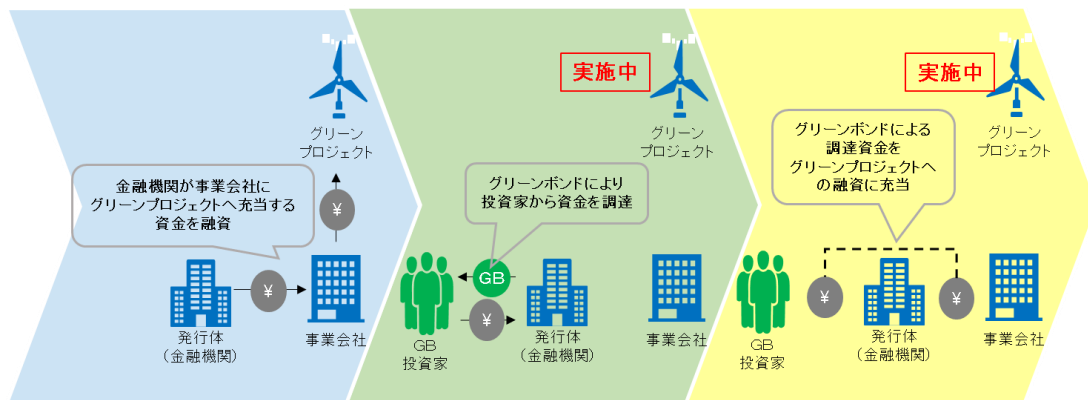 グリーン
プロジェクト
金融機関が事業会社に
グリーンプロジェクトへ充当する
資金を融資
¥
¥
発行体
(金融機関)
事業会社
実施中
グリーン
プロジェクト
グリーンボンドにより
投資家から資金を調達
GB
¥
GB
投資家
発行体
(金融機関)
事業会社
実施中
グリーン
プロジェクト
グリーンボンドによる
調達資金を
グリーンプロジェクトへ
の融資に充当
¥
¥
GB
投資家
発行体
(金融機関)
事業会社